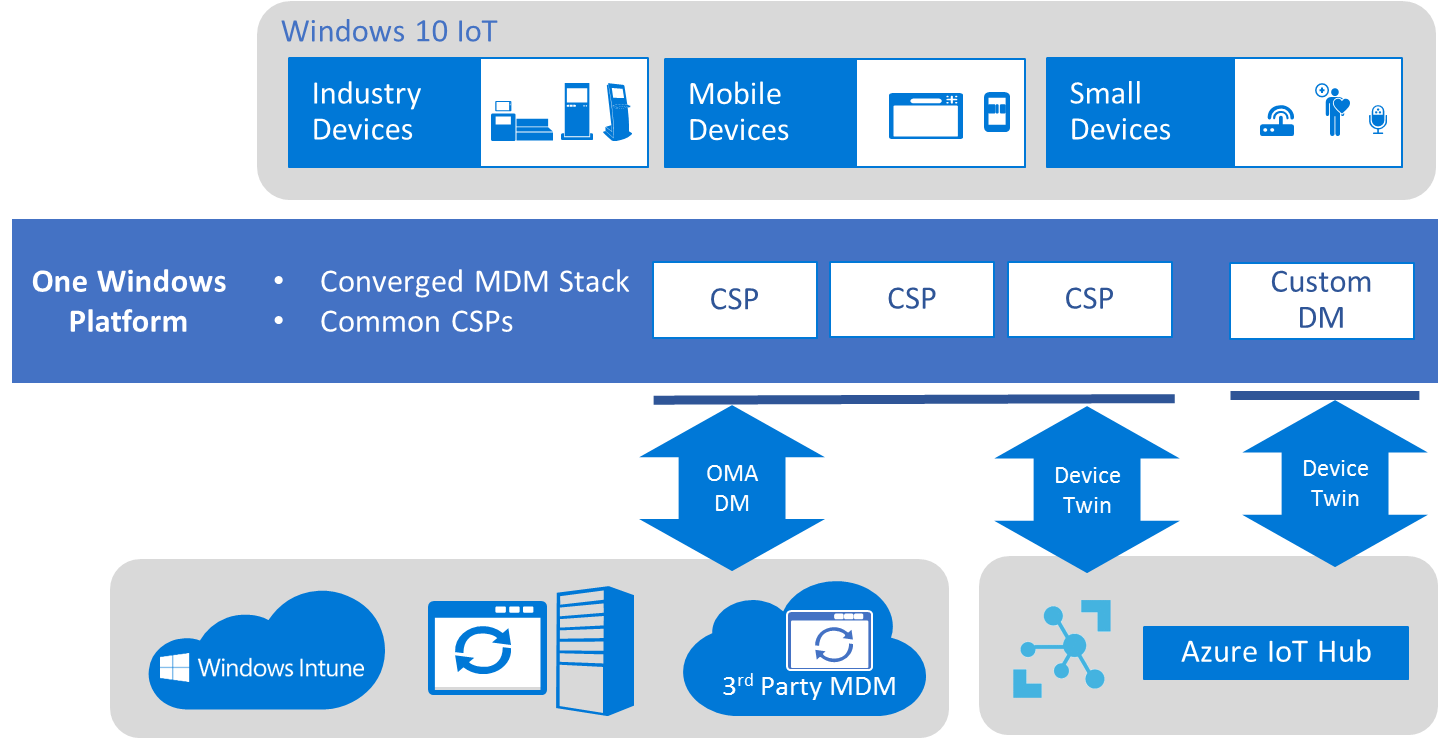 Windows 10 IoT
Industry
Devices
Mobile
Devices
Small
Devices
One Windows
Platform
• Converged MDM Stack
• Common CSPs
CSP
CSP
CSP
Custom
DM
OMA
DM
Device
Twin
Device
Twin
Windows Intune
3rd Party MDM
Azure IoT Hub